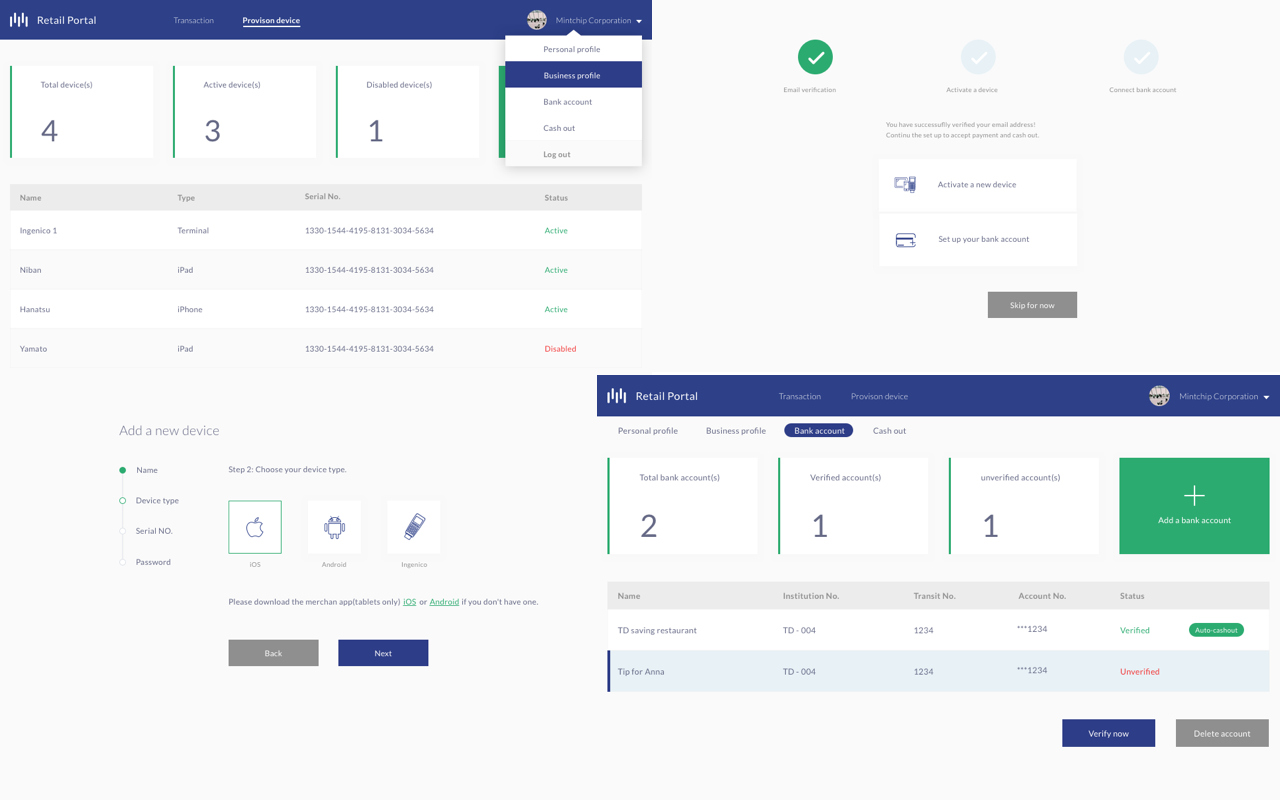 Retail Portal
Transaction
Provison device
Mintchip Corporation
Personal profile
Business profile
Bank account
Cash out
Log out
Total device(s)
4
Active device(s)
3
Disabled device(s)
1
Name Type Serial No. Status
Ingenico 1 Terminal 1330-1544-4195-8131-3034-5634 Active
Niban iPad 1330-1544-4195-8131-3034-5634 Active
Hanatsu iPhone 1330-1544-4195-8131-3034-5634 Active
Yamato iPad 1330-1544-4195-8131-3034-5634 Disabled
Email verification
Activate a device
Connect bank account
You have successuflly verified your email address!
Continu the set up to accept payment and cash out.
Activate a new device
Set up your bank account
Skip for now
Add a new device
Name
Device type
Serial NO.
Password
Step 2: Choose your device type.
iOS
Android
Ingenico
Please download the merchan app(tablets only) iOS or Android if you don't have one.
Back
Next
Retail Portal
Transaction
Provison device
Mintchip Corporation
Personal profile
Business profile
Bank account
Cash out
Total bank account(s)
2
Verified account(s)
1
unverified account(s)
1
Add a bank account
Name Institution No. Transit No. Account No. Status
TD saving restaurant TD - 004 1234 ***1234 Verified Auto-cashout
Tip for Anna TD - 004 1234 ***1234 Unverified
Verify now
Delete account